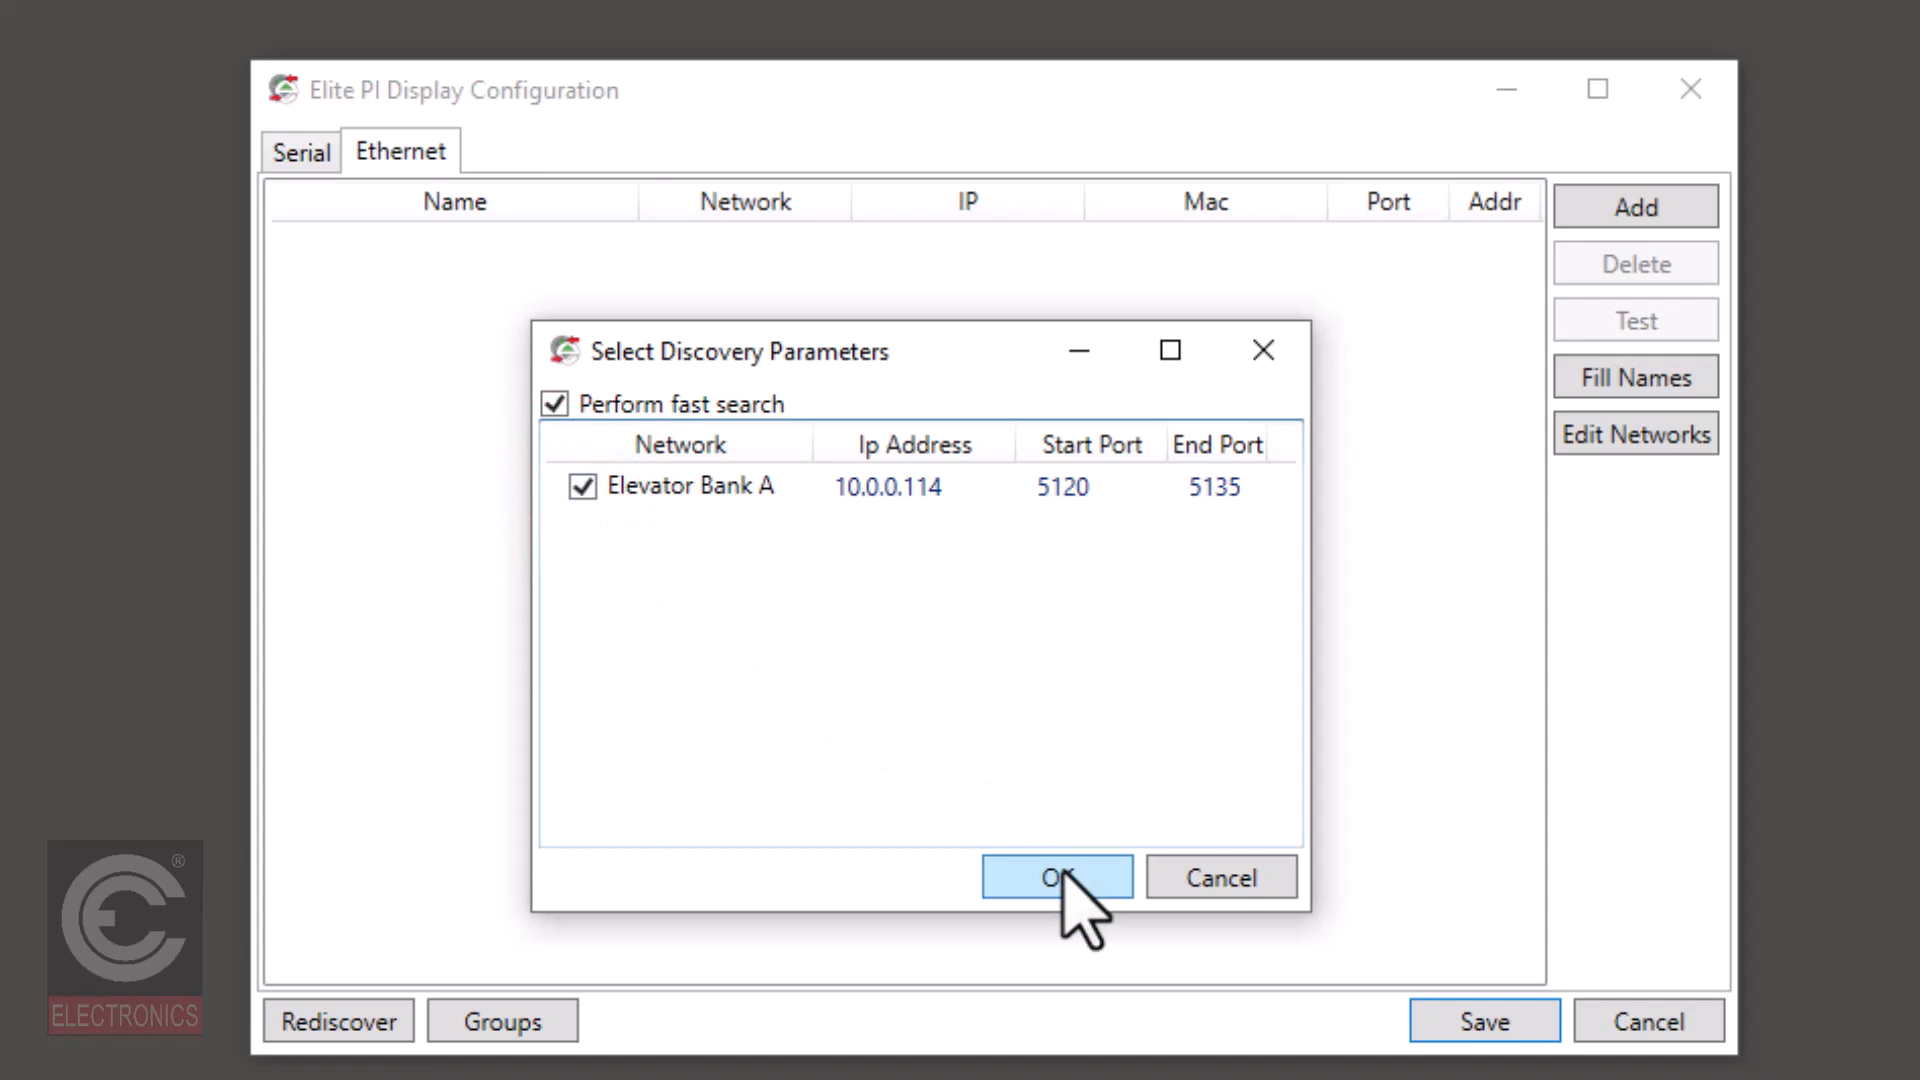 Elite PI Display Configuration
Serial
Ethernet
Name Network IP Mac Port Addr
Add
Delete
Test
Fill Names
Edit Networks
Select Discovery Parameters
Perform fast search
Network Ip Address Start Port End Port
Elevator Bank A 10.0.0.114 5120 5135
Cancel
Rediscover Groups Save Cancel
CE ®
ELECTRONICS